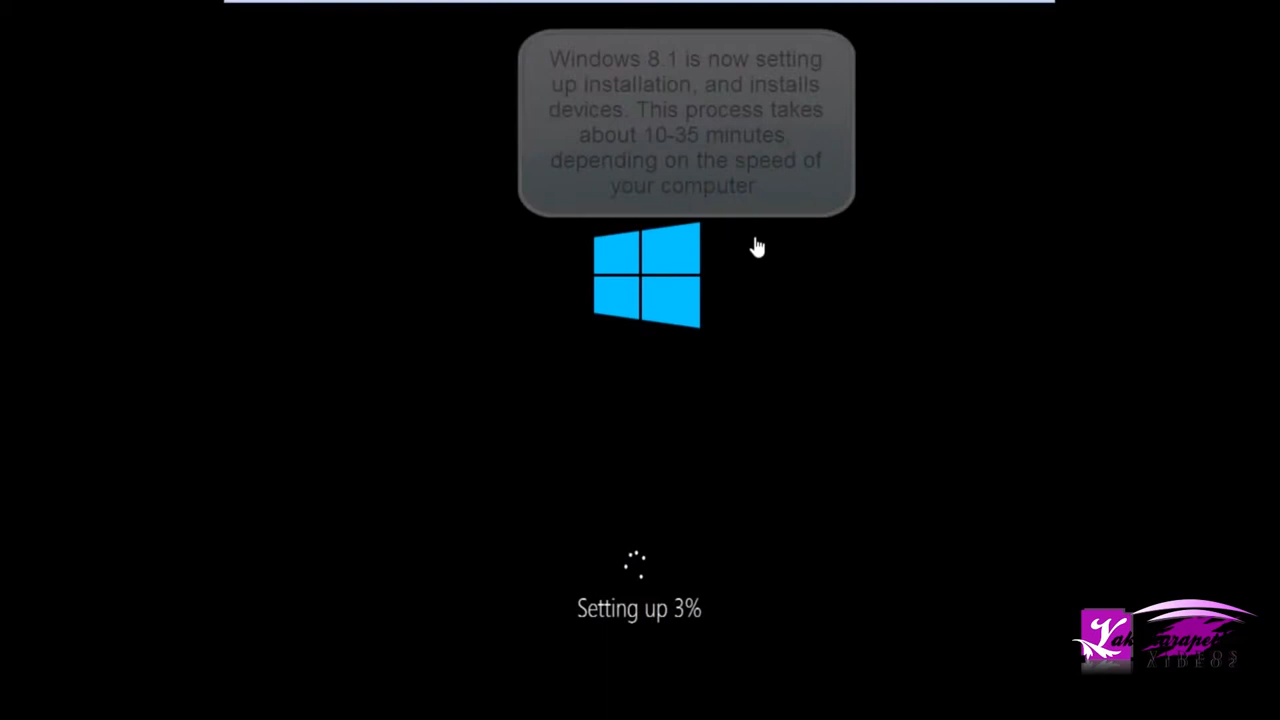 Windows 8.1 is now setting
up installation, and installs
devices. This process takes
about 10-35 minutes,
depending on the speed of
your computer
Setting up 3%